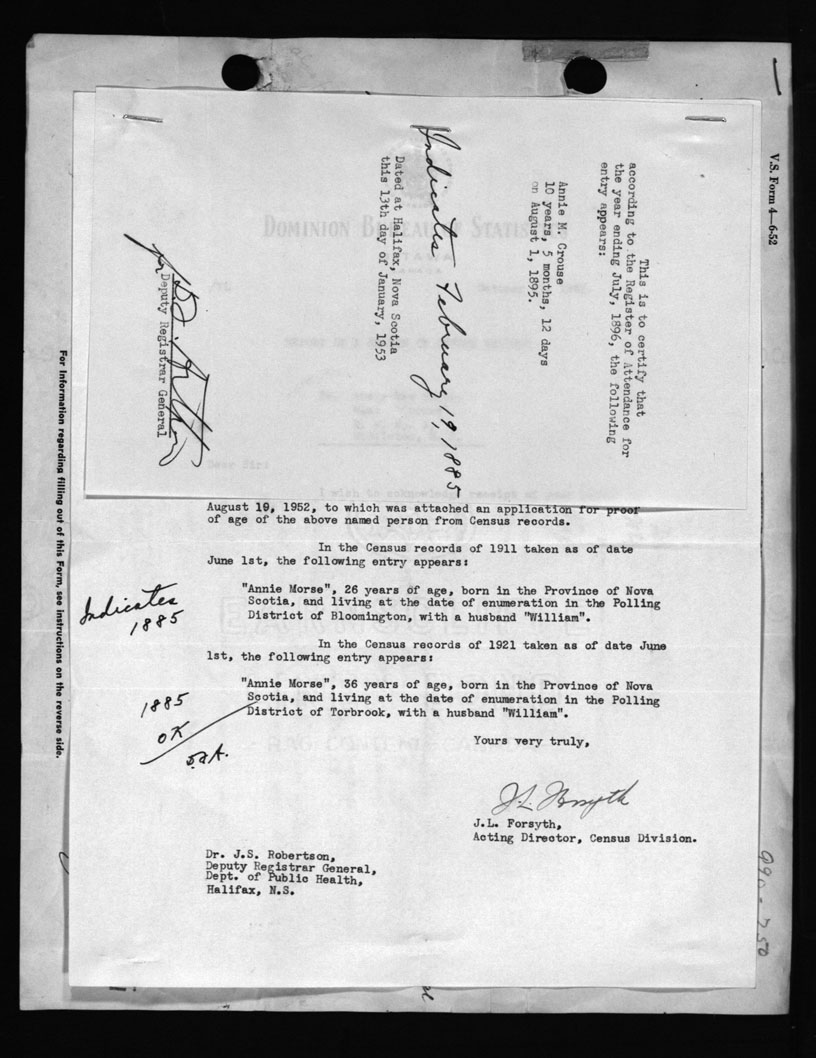 V.S. Form 4—6-52
This is to certify that
according to the Register of Attendance for
the year ending July, 1896, the following
entry appears:
Annie M. Crouse
10 years, 5 months, 12 days
on August 1, 1895.
Indicates February 19, 1885
Dated at Halifax, Nova Scotia
this 13th day of January, 1953
Deputy Registrar General
DOMINION BUREAU OF STATISTICS
CANADA
Dear Sir:
I wish to acknowledge receipt of your
August 19, 1952, to which was attached an application for proof
of age of the above named person from Census records.
In the Census records of 1911 taken as of date
June 1st, the following entry appears:
"Annie Morse", 26 years of age, born in the Province of Nova
Scotia, and living at the date of enumeration in the Polling
District of Bloomington, with a husband "William".
Indicates
1885
In the Census records of 1921 taken as of date June
1st, the following entry appears:
"Annie Morse", 36 years of age, born in the Province of Nova
Scotia, and living at the date of enumeration in the Polling
District of Torbrook, with a husband "William".
1885
OK
Yours very truly,
J.L. Forsyth
J.L. Forsyth,
Acting Director, Census Division.
Dr. J.S. Robertson,
Deputy Registrar General,
Dept. of Public Health,
Halifax, N.S.
For Information regarding filling out of this Form, see instructions on the reverse side.